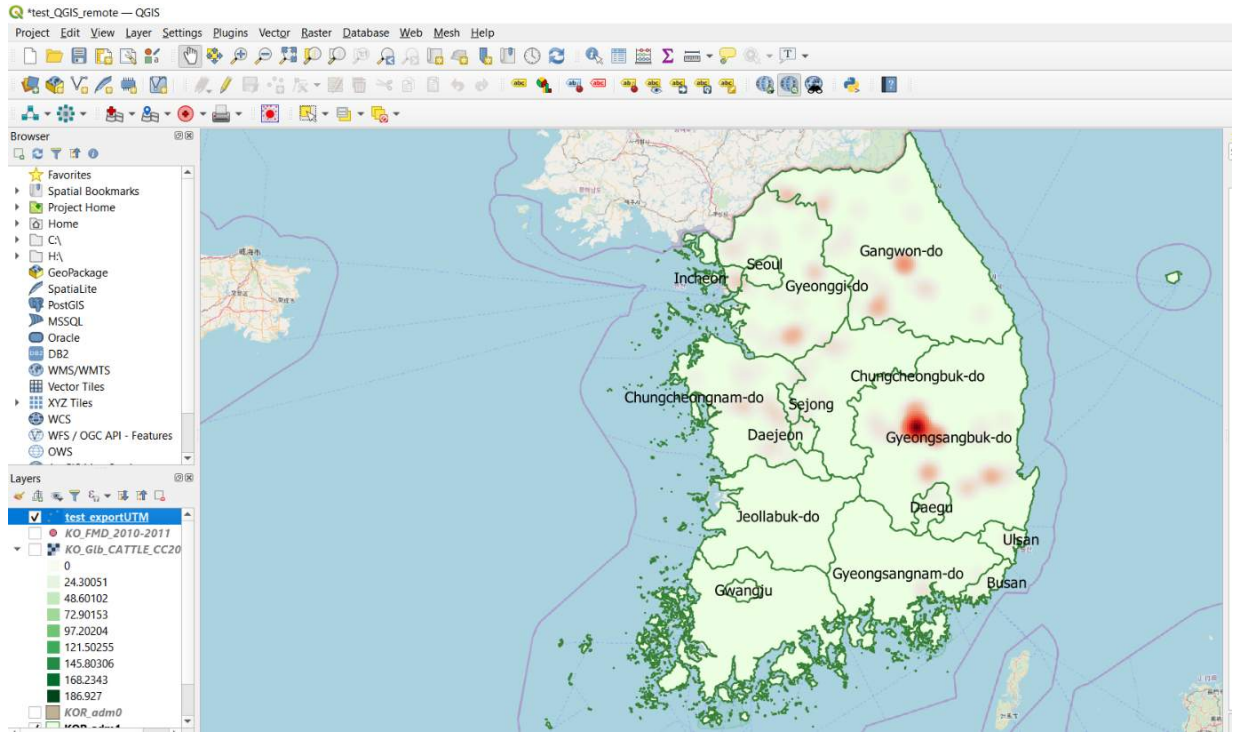 *test_QGIS_remote — QGIS
Project Edit View Layer Settings Plugins Vector Raster Database Web Mesh Help
Browser
Favorites
Spatial Bookmarks
Project Home
Home
C:\
H:\
GeoPackage
SpatiaLite
PostGIS
MSSQL
Oracle
DB2
WMS/WMTS
Vector Tiles
XYZ Tiles
WCS
WFS / OGC API - Features
OWS
Layers
test_exportUTM
KO_FMD_2010-2011
KO_Glb_CATTLE_CC20
0
24.30051
48.60102
72.90153
97.20204
121.50255
145.80306
168.2343
186.927
KOR_adm0
KOR_adm1
Gangwon-do
Seoul
Incheon
Gyeonggi-do
Chungcheongbuk-do
Chungcheongnam-do
Sejong
Daejeon
Gyeongsangbuk-do
Daegu
Jeollabuk-do
Ulsan
Gyeongsangnam-do
Busan
Gwangju